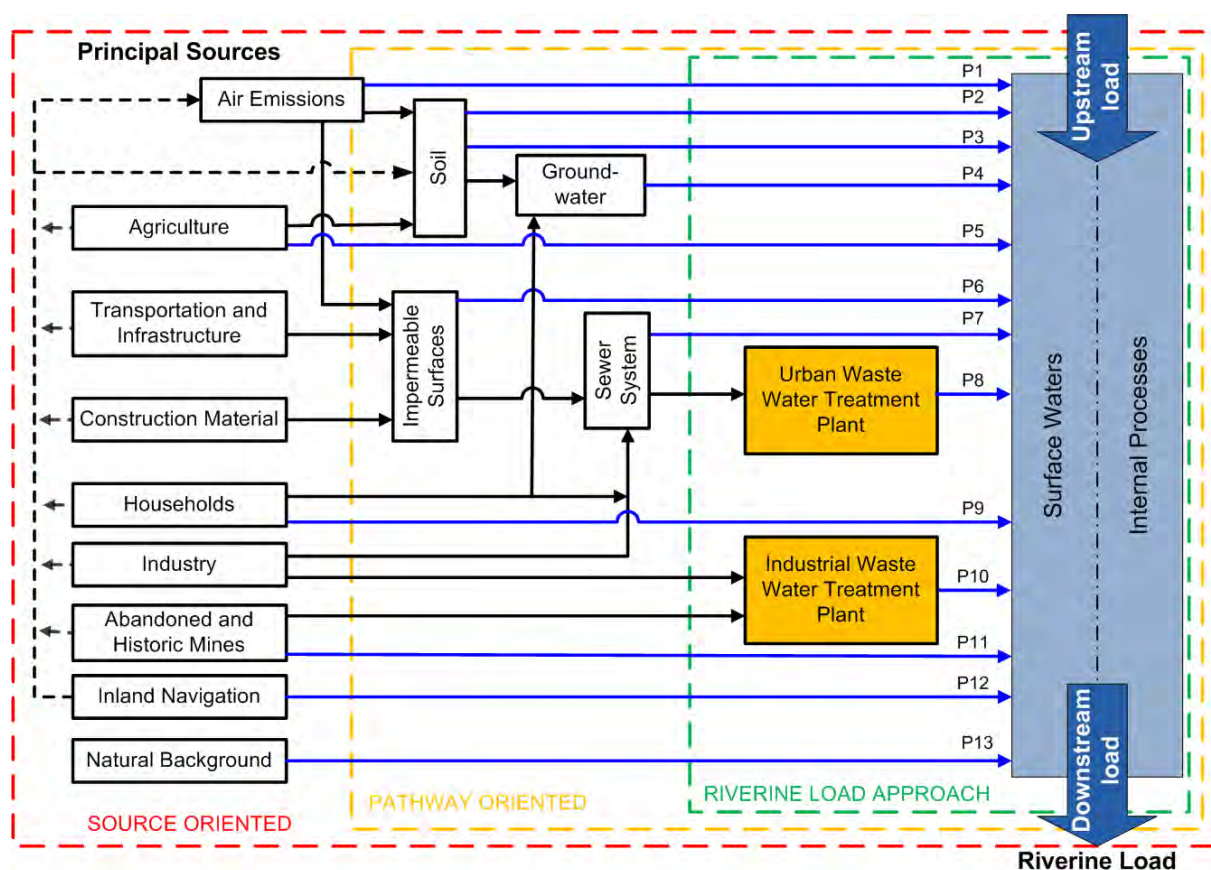 Principal Sources
Air Emissions
Agriculture
Transportation and
Infrastructure
Construction Material
Households
Industry
Abandoned and
Historic Mines
Inland Navigation
Natural Background
SOURCE ORIENTED
Soil
Ground-
water
Impermeable
Surfaces
Sewer
System
Urban Waste
Water Treatment
Plant
Industrial Waste
Water Treatment
Plant
PATHWAY ORIENTED
RIVERINE LOAD APPROACH
P1
P2
P3
P4
P5
P6
P7
P8
P9
P10
P11
P12
P13
Upstream
load
Surface Waters
Internal Processes
Downstream
load
Riverine Load